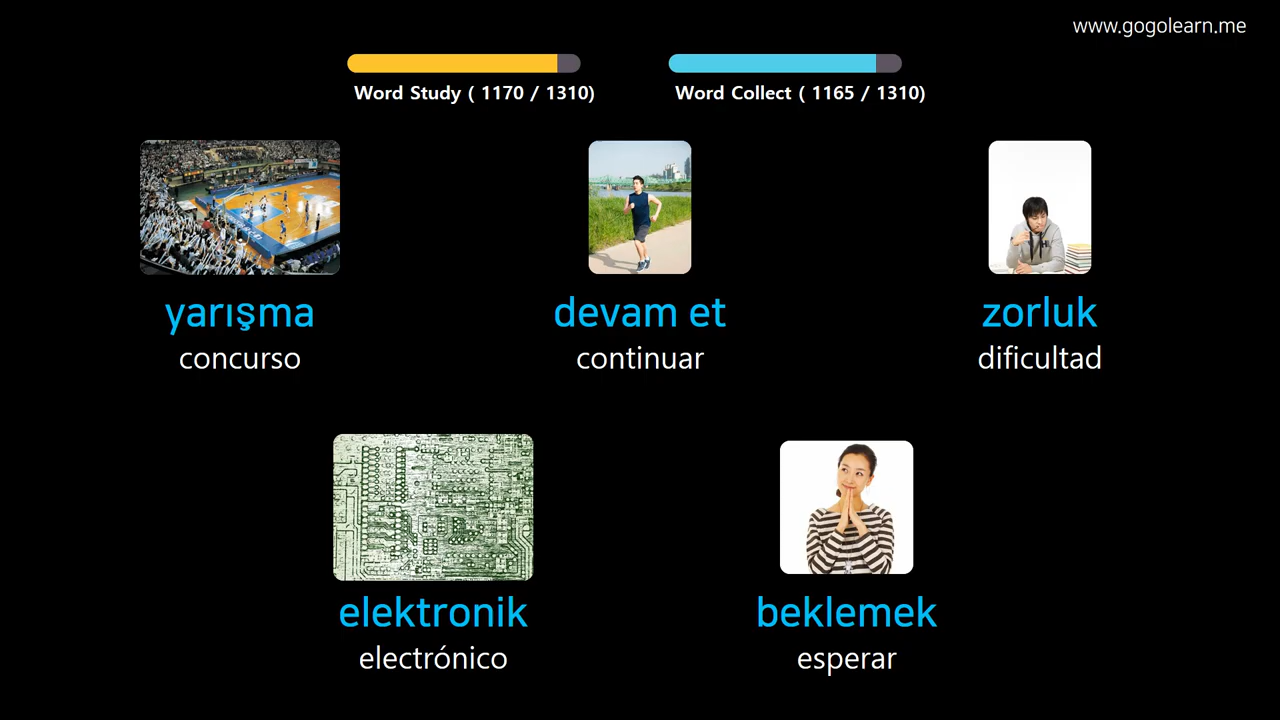 www.gogolearn.me
Word Study ( 1170 / 1310)
Word Collect ( 1165 / 1310)
yarışma
concurso
devam et
continuar
zorluk
dificultad
elektronik
electrónico
beklemek
esperar